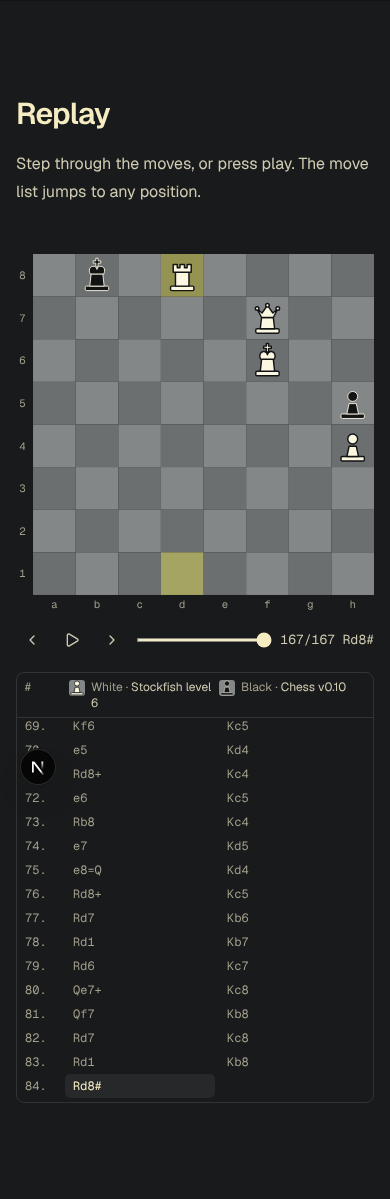 Replay
Step through the moves, or press play. The move
list jumps to any position.
8
7
6
5
4
3
2
1
a b c d e f g h
167/167 Rd8#
# White · Stockfish level Black · Chess v0.10
6
69. Kf6 Kc5
e5 Kd4
N Rd8+ Kc4
72. e6 Kc5
73. Rb8 Kc4
74. e7 Kd5
75. e8=Q Kd4
76. Rd8+ Kc5
77. Rd7 Kb6
78. Rd1 Kb7
79. Rd6 Kc7
80. Qe7+ Kc8
81. Qf7 Kb8
82. Rd7 Kc8
83. Rd1 Kb8
84. Rd8#